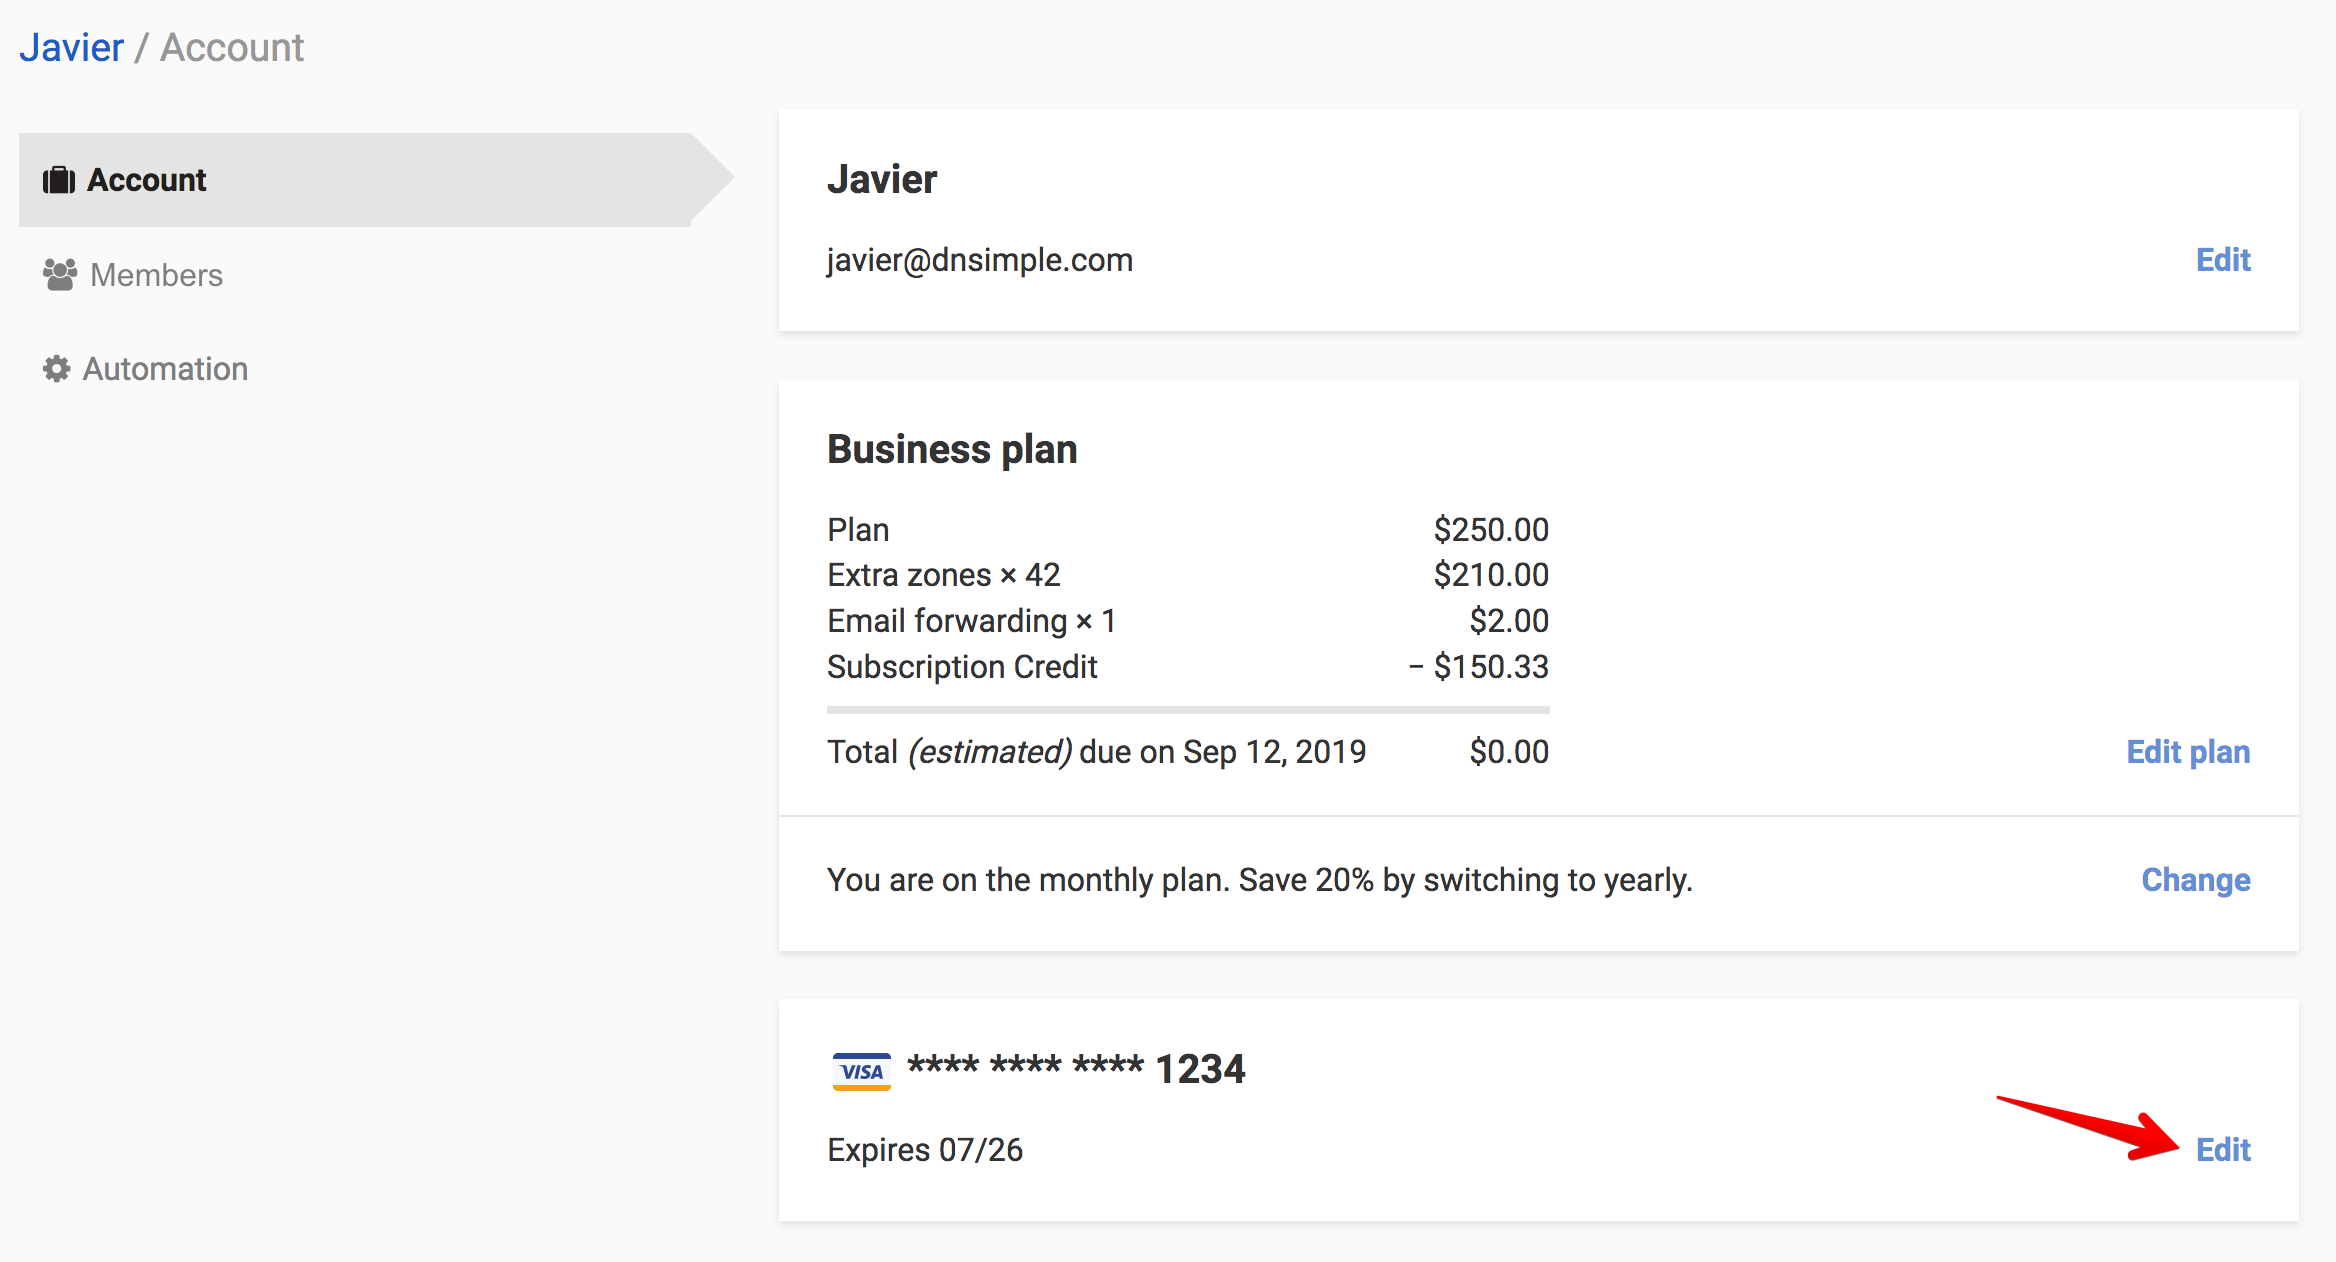 Javier / Account
Account
Members
Automation
Javier
javier@dnsimple.com
Edit
Business plan
Plan $250.00
Extra zones × 42 $210.00
Email forwarding × 1 $2.00
Subscription Credit − $150.33
Total (estimated) due on Sep 12, 2019 $0.00
Edit plan
You are on the monthly plan. Save 20% by switching to yearly.
Change
VISA **** **** **** 1234
Expires 07/26
Edit